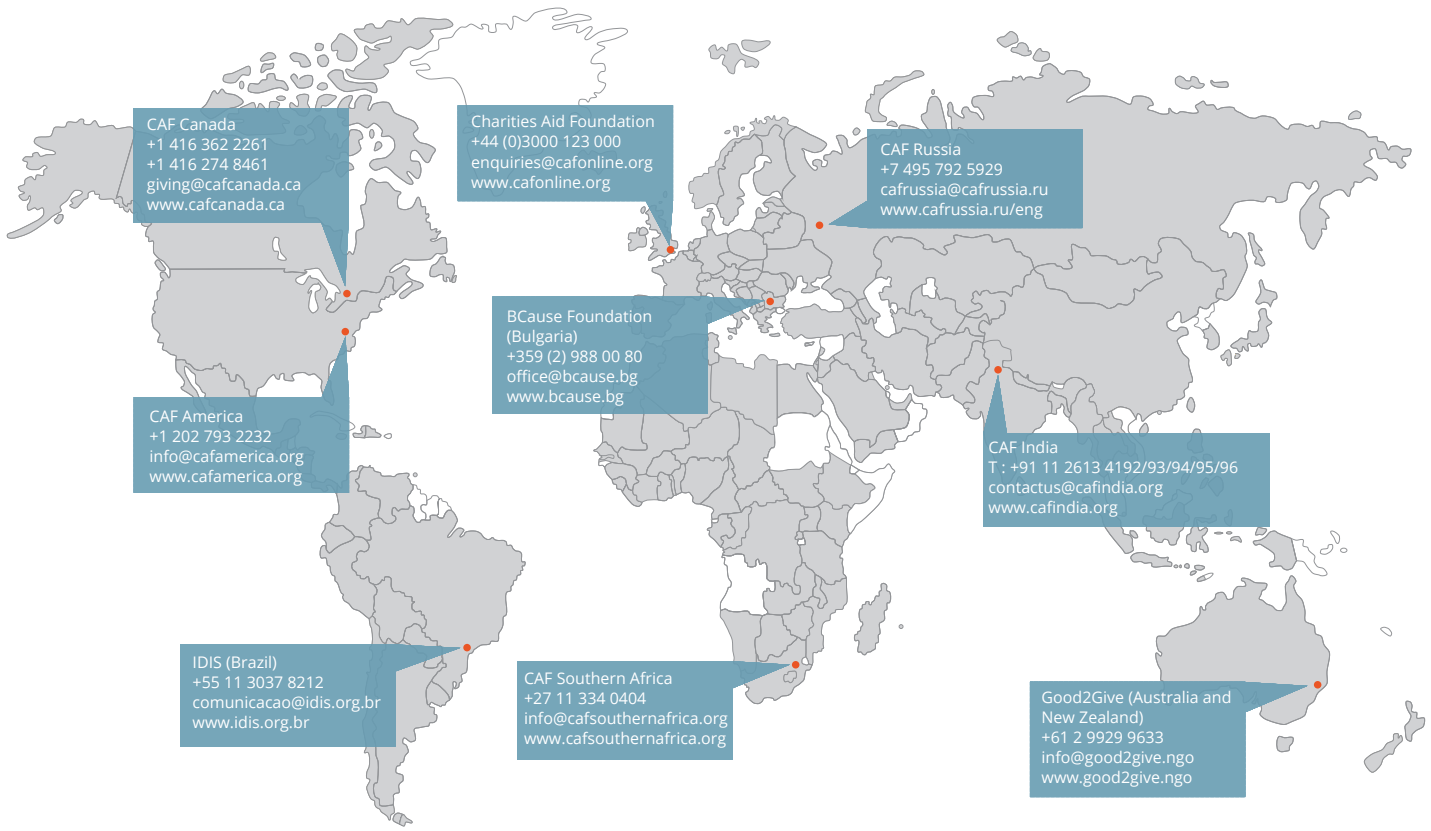 CAF Canada
+1 416 362 2261
+1 416 274 8461
giving@cafcanada.ca
www.cafcanada.ca
Charities Aid Foundation
+44 (0)3000 123 000
enquiries@cafonline.org
www.cafonline.org
CAF Russia
+7 495 792 5929
cafrussia@cafrussia.ru
www.cafrussia.ru/eng
BCause Foundation
(Bulgaria)
+359 (2) 988 00 80
office@bcause.bg
www.bcause.bg
CAF America
+1 202 793 2232
info@cafamerica.org
www.cafamerica.org
CAF India
T : +91 11 2613 4192/93/94/95/96
contactus@cafindia.org
www.cafindia.org
IDIS (Brazil)
+55 11 3037 8212
comunicacao@idis.org.br
www.idis.org.br
CAF Southern Africa
+27 11 334 0404
info@cafsouthernafrica.org
www.cafsouthernafrica.org
Good2Give (Australia and
New Zealand)
+61 2 9929 9633
info@good2give.ngo
www.good2give.ngo